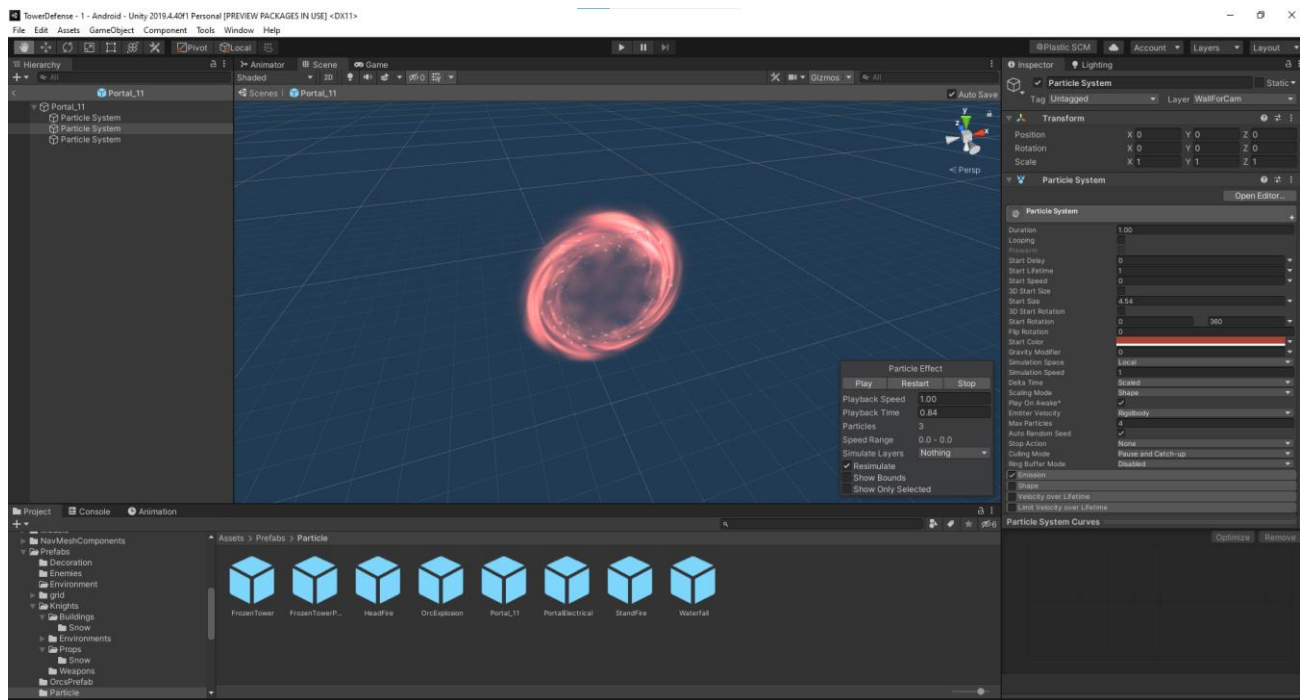 TowerDefense - 1 - Android - Unity 2019.4.40f1 Personal [PREVIEW PACKAGES IN USE] <DX11>
File Edit Assets GameObject Component Tools Window Help
Pivot Local Plastic SCM Account Layers Layout
Hierarchy
All
Portal_11
Portal_11
Particle System
Particle System
Particle System
Animator Scene Game
Shaded 2D 0 Gizmos All
Scenes Portal_11 Auto Save
y
z x
Persp
Particle Effect
Play Restart Stop
Playback Speed 1.00
Playback Time 0.84
Particles 3
Speed Range 0.0 - 0.0
Simulate Layers Nothing
Resimulate
Show Bounds
Show Only Selected
Inspector Lighting
Particle System Static
Tag Untagged Layer WallForCam
Transform
Position X 0 Y 0 Z 0
Rotation X 0 Y 0 Z 0
Scale X 1 Y 1 Z 1
Particle System
Open Editor...
Particle System
Duration 1.00
Looping
Prewarm
Start Delay 0
Start Lifetime 1
Start Speed 0
3D Start Size
Start Size 4.54
3D Start Rotation
Start Rotation 0 360
Flip Rotation 0
Start Color
Gravity Modifier 0
Simulation Space Local
Simulation Speed 1
Delta Time Scaled
Scaling Mode Shape
Play On Awake*
Emitter Velocity Rigidbody
Max Particles 4
Auto Random Seed
Stop Action None
Culling Mode Pause and Catch-up
Ring Buffer Mode Disabled
Emission
Shape
Velocity over Lifetime
Limit Velocity over Lifetime
Particle System Curves
Optimize Remove
Project Console Animation
6
NavMeshComponents
Prefabs
Decoration
Enemies
Environment
grid
Knights
Buildings
Snow
Environments
Props
Snow
Weapons
OrcsPrefab
Particle
Assets > Prefabs > Particle
FrozenTower FrozenTowerP... HeadFire OrcExplosion Portal_11 PortalElectrical StandFire Waterfall